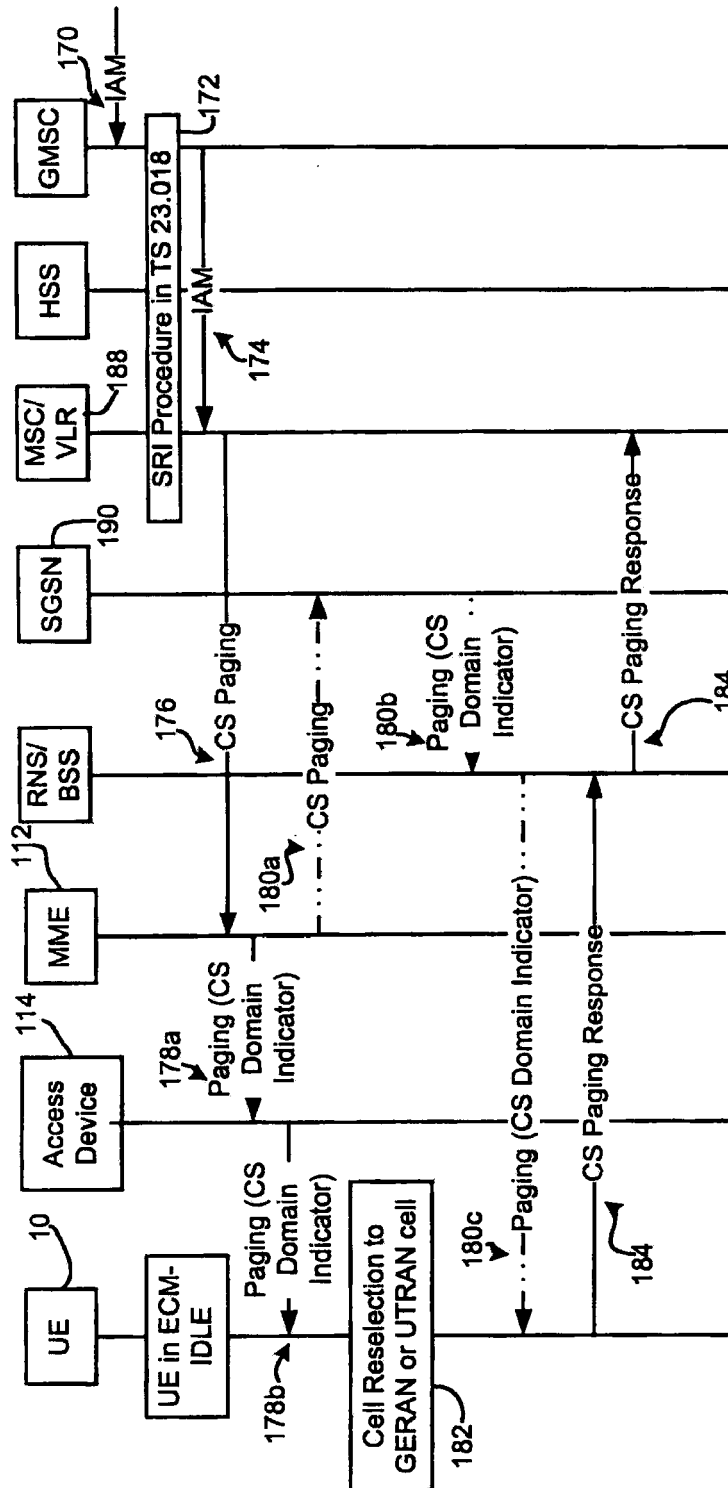 UE
10
Access
Device
114
MME
112
RNS/
BSS
SGSN
190
MSC/
VLR
188
HSS
GMSC
170
IAM
UE in ECM-
IDLE
SRI Procedure in TS 23.018
172
IAM
174
CS Paging
176
178a
Paging (CS
Domain
Indicator)
Paging (CS
Domain
Indicator)
178b
CS Paging
180a
Cell Reselection to
GERAN or UTRAN cell
182
180b
Paging (CS
Domain
Indicator)
180c
Paging (CS Domain Indicator)
CS Paging Response
184
CS Paging Response
184